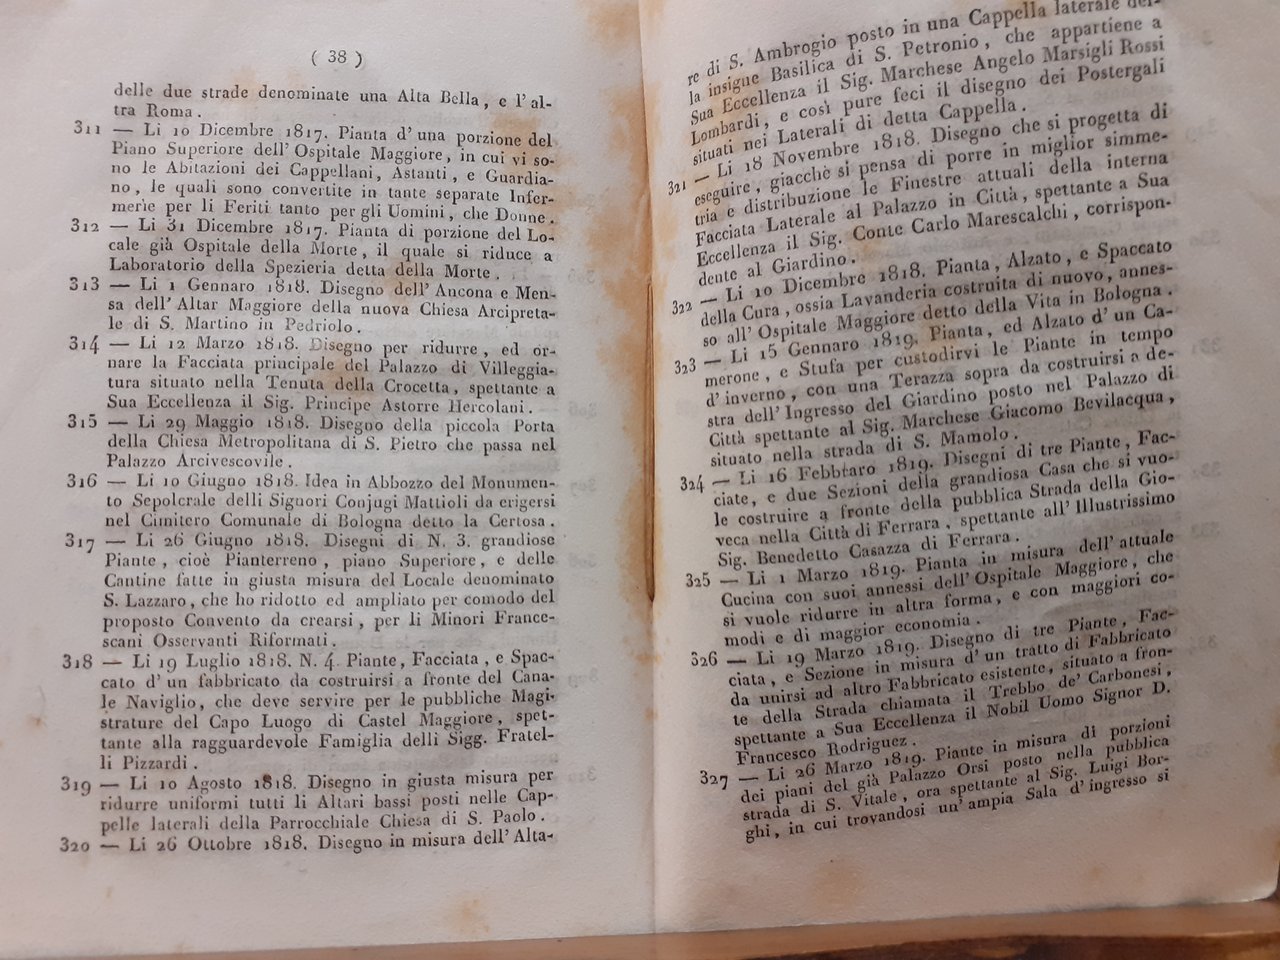 ( 38 )
delle due strade denominate una Alta Bella, e l'al-
tra Roma.
311 — Li 10 Dicembre 1817. Pianta d'una porzione del
Piano Superiore dell'Ospitale Maggiore, in cui vi so-
no le Abitazioni dei Cappellani, Astanti, e Guardia-
no, le quali sono convertite in tante separate Infer-
merie per li Feriti tanto per gli Uomini, che Donne.
312 — Li 31 Dicembre 1817. Pianta di porzione del Lo-
cale già Ospitale della Morte, il quale si riduce a
Laboratorio della Spezieria detta della Morte.
313 — Li 1 Gennaro 1818. Disegno dell'Ancona e Men-
sa dell'Altar Maggiore della nuova Chiesa Arcipreta-
le di S. Martino in Pedriolo.
314 — Li 12 Marzo 1818. Disegno per ridurre, ed or-
nare la Facciata principale del Palazzo di Villeggia-
tura situato nella Tenuta della Crocetta, spettante a
Sua Eccellenza il Sig. Principe Astorre Hercolani.
315 — Li 29 Maggio 1818. Disegno della piccola Porta
della Chiesa Metropolitana di S. Pietro che passa nel
Palazzo Arcivescovile.
316 — Li 10 Giugno 1818. Idea in Abbozzo del Monumen-
to Sepolcrale delli Signori Conjugi Mattioli da erigersi
nel Cimitero Comunale di Bologna detto la Certosa.
317 — Li 26 Giugno 1818. Disegni di N. 3. grandiose
Piante, cioè Pianterreno, piano Superiore, e delle
Cantine fatte in giusta misura del Locale denominato
S. Lazzaro, che ho ridotto ed ampliato per comodo del
proposto Convento da crearsi, per li Minori France-
scani Osservanti Riformati.
318 — Li 19 Luglio 1818. N. 4. Piante, Facciata, e Spac-
cato d'un fabbricato da costruirsi a fronte del Cana-
le Naviglio, che deve servire per le pubbliche Magi-
strature del Capo Luogo di Castel Maggiore, spet-
tante alla ragguardevole Famiglia delli Sigg. Fratel-
li Pizzardi.
319 — Li 10 Agosto 1818. Disegno in giusta misura per
ridurre uniformi tutti li Altari bassi posti nelle Cap-
pelle laterali della Parrocchiale Chiesa di S. Paolo.
320 — Li 26 Ottobre 1818. Disegno in misura dell'Alta-
re di S. Ambrogio posto in una Cappella laterale del-
la insigne Basilica di S. Petronio, che appartiene a
Sua Eccellenza il Sig. Marchese Angelo Marsigli Rossi
Lombardi, e così pure feci il disegno dei Postergali
situati nei Laterali di detta Cappella.
321 — Li 18 Novembre 1818. Disegno che si progetta di
eseguire, giacchè si pensa di porre in miglior simme-
tria e distribuzione le Finestre attuali della interna
Facciata Laterale al Palazzo in Città, spettante a Sua
Eccellenza il Sig. Conte Carlo Marescalchi, corrispon-
dente al Giardino.
322 — Li 10 Dicembre 1818. Pianta, Alzato, e Spaccato
della Cura, ossia Lavanderia costruita di nuovo, annes-
so all'Ospitale Maggiore detto della Vita in Bologna.
323 — Li 15 Gennaro 1819. Pianta, ed Alzato d'un Ca-
merone, e Stufa per custodirvi le Piante in tempo
d'inverno, con una Terazza sopra da costruirsi a de-
stra dell'Ingresso del Giardino posto nel Palazzo di
Città spettante al Sig. Marchese Giacomo Bevilacqua,
situato nella strada di S. Mamolo.
324 — Li 16 Febbraro 1819. Disegni di tre Piante, Fac-
ciate, e due Sezioni della grandiosa Casa che si vuo-
le costruire a fronte della pubblica Strada della Gio-
veca nella Città di Ferrara, spettante all'Illustrissimo
Sig. Benedetto Casazza di Ferrara.
325 — Li 1 Marzo 1819. Pianta in misura dell'attuale
Cucina con suoi annessi dell'Ospitale Maggiore, che
si vuole ridurre in altra forma, e con maggiori co-
modi e di maggior economia.
326 — Li 19 Marzo 1819. Disegno di tre Piante, Fac-
ciata, e Sezione in misura d'un tratto di Fabbricato
da unirsi ad altro Fabbricato esistente, situato a fron-
te della Strada chiamata il Trebbo de' Carbonesi,
spettante a Sua Eccellenza il Nobil Uomo Signor D.
Francesco Rodriguez.
327 — Li 26 Marzo 1819. Piante in misura di porzioni
dei piani del già Palazzo Orsi posto nella pubblica
strada di S. Vitale, ora spettante al Sig. Luigi Bor-
ghi, in cui trovandosi un'ampia Sala d'ingresso si